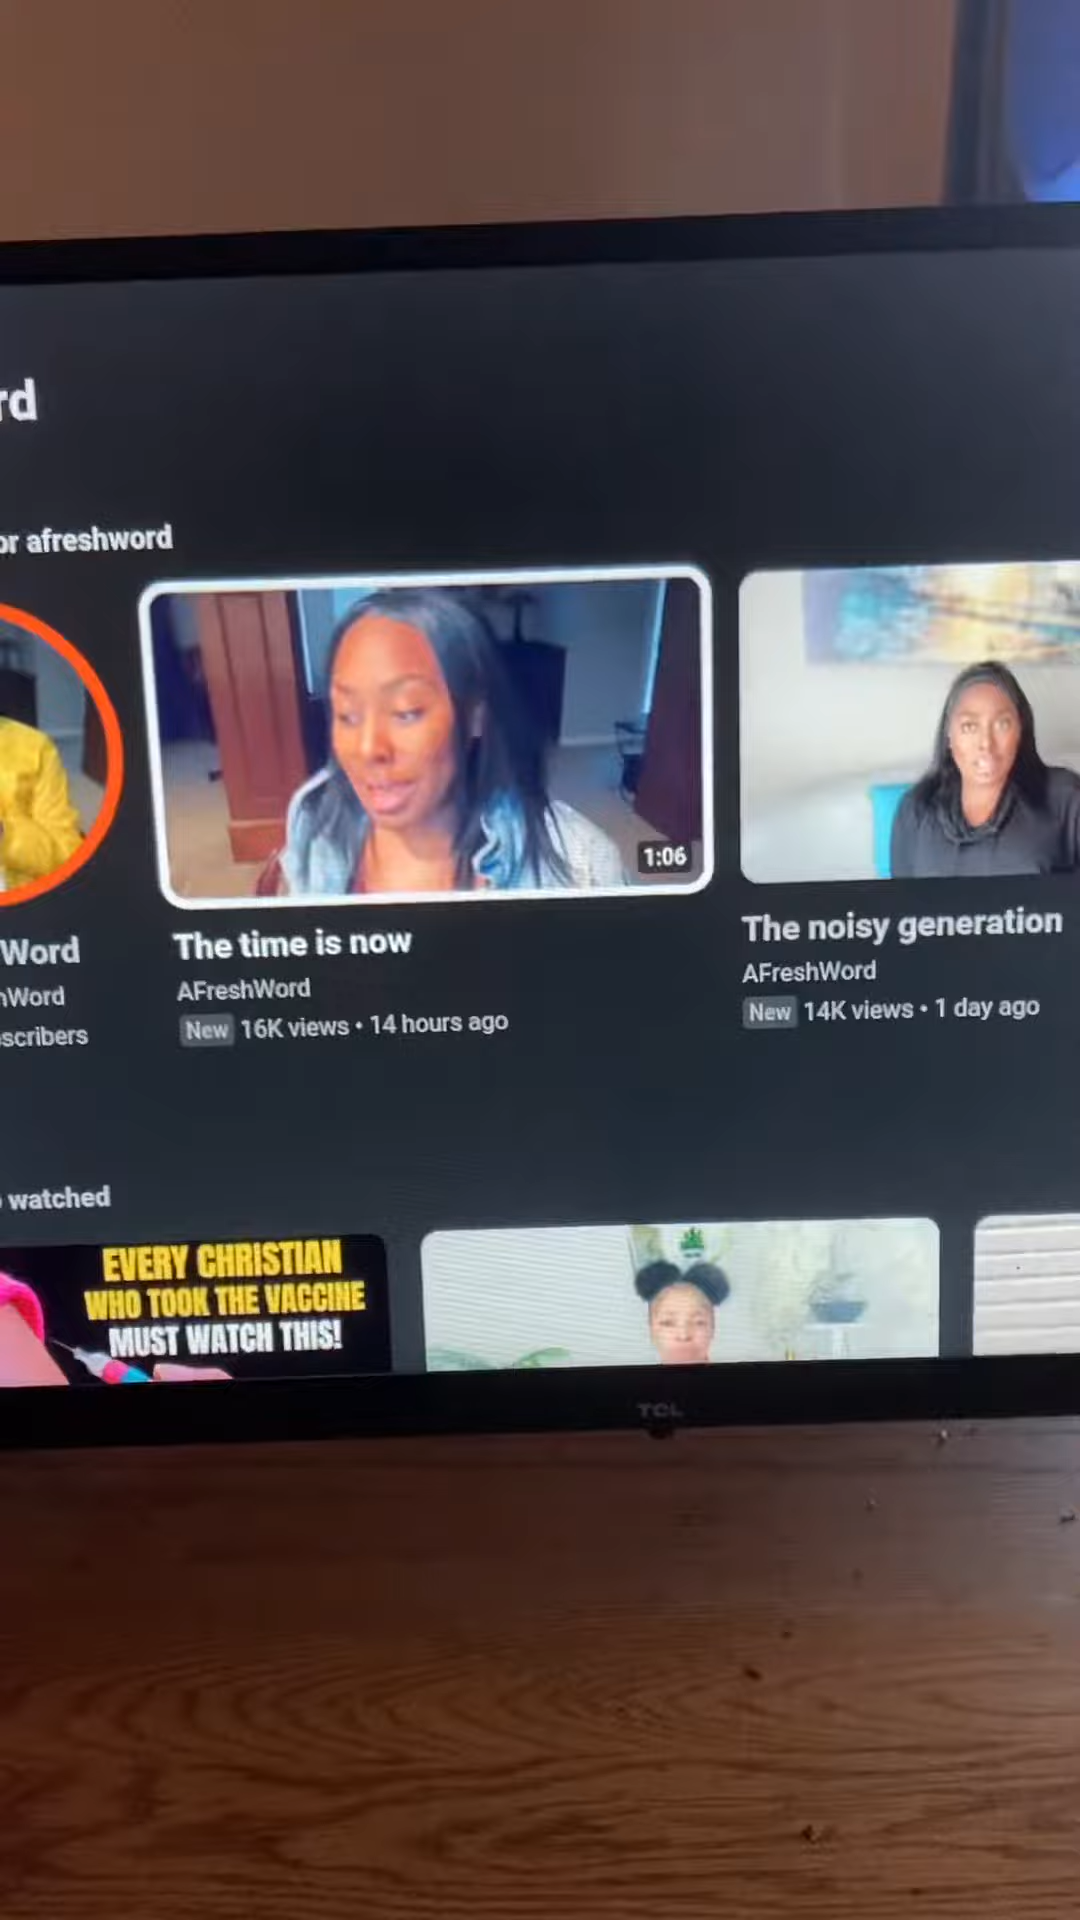 rd
or afreshword
1:06
Word
hWord
scribers
The time is now
AFreshWord
New 16K views • 14 hours ago
The noisy generation
AFreshWord
New 14K views • 1 day ago
watched
EVERY CHRISTIAN
WHO TOOK THE VACCINE
MUST WATCH THIS!
TCL